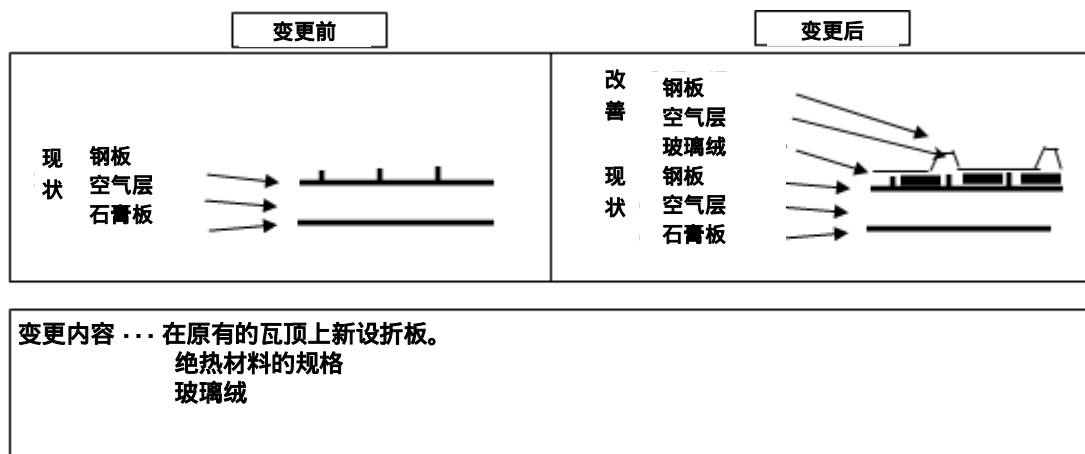 变更前
变更后
现状
钢板
空气层
石膏板
改善
钢板
空气层
玻璃绒
现状
钢板
空气层
石膏板
变更内容 ··· 在原有的瓦顶上新设折板。
绝热材料的规格
玻璃绒